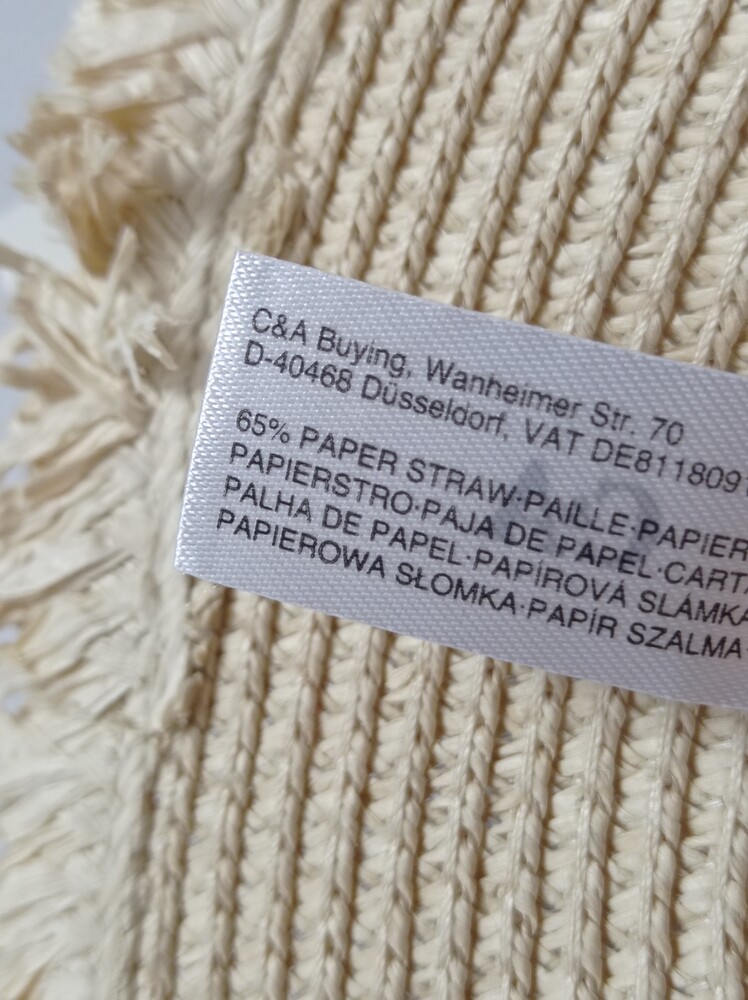 C&A Buying, Wanheimer Str. 70
D-40468 Düsseldorf, VAT DE8118091
65% PAPER STRAW·PAILLE·PAPIER
PAPIERSTRO·PAJA DE PAPEL·CARTA
PALHA DE PAPEL·PAPÍROVÁ SLÁMKA
PAPIEROWA SŁOMKA·PAPÍR SZALMA·